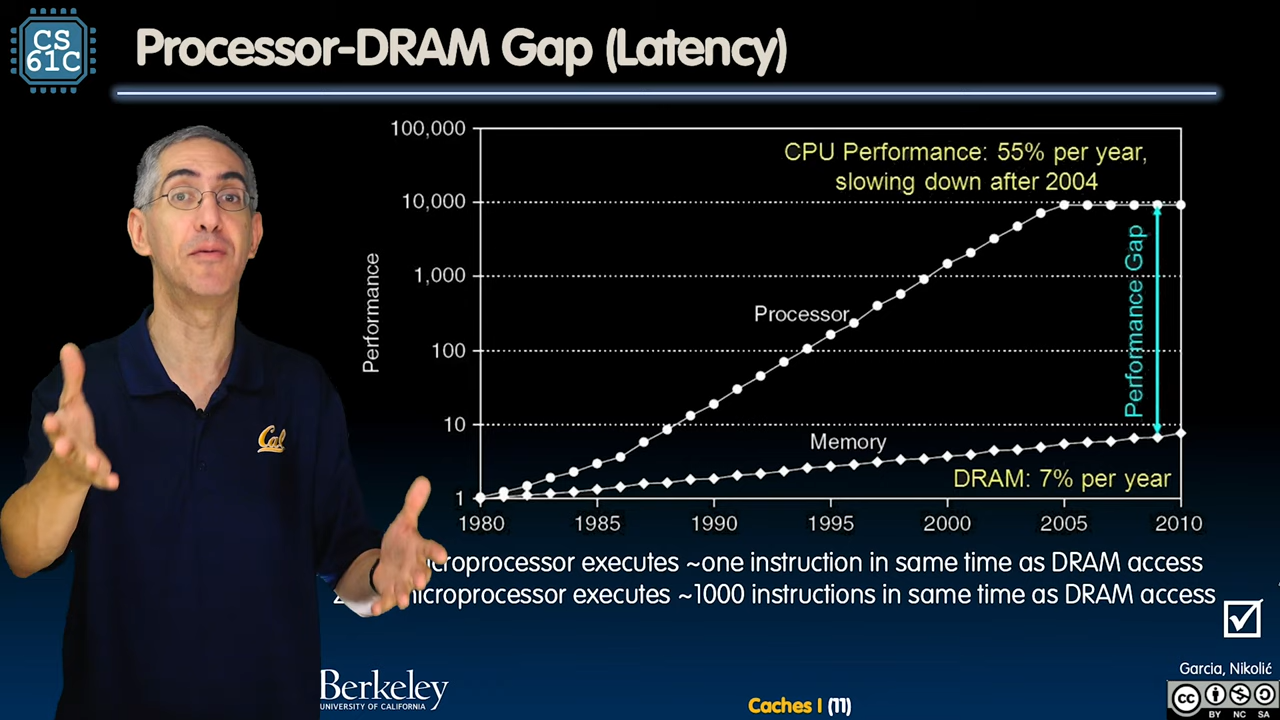 CS
61C
Processor-DRAM Gap (Latency)
100,000
10,000
1,000
100
10
1
Performance
CPU Performance: 55% per year,
slowing down after 2004
Processor
Performance Gap
Memory
DRAM: 7% per year
1980 1985 1990 1995 2000 2005 2010
executes ~one instruction in same time as DRAM access
executes ~1000 instructions in same time as DRAM access
Cal
Berkeley
UNIVERSITY OF CALIFORNIA
Caches I (11)
Garcia, Nikolić
cc
BY NC SA